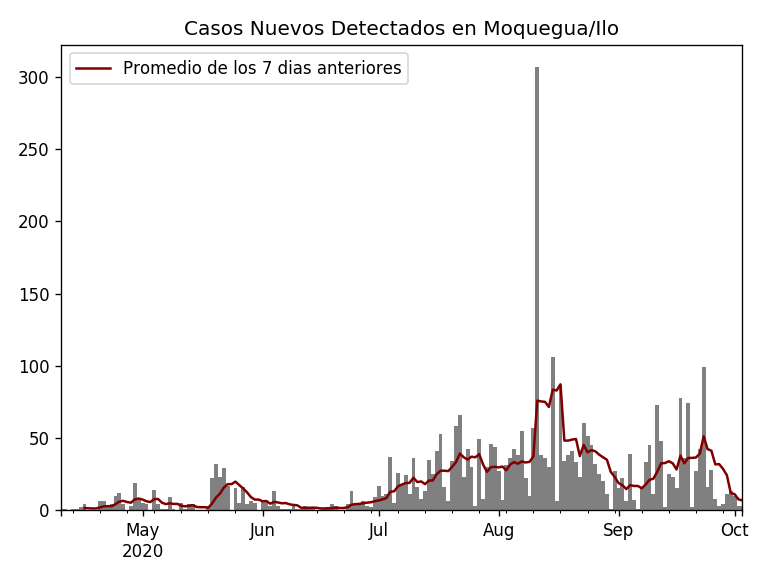 Casos Nuevos Detectados en Moquegua/Ilo
Promedio de los 7 dias anteriores
300
250
200
150
100
50
0
May Jun Jul Aug Sep Oct
2020